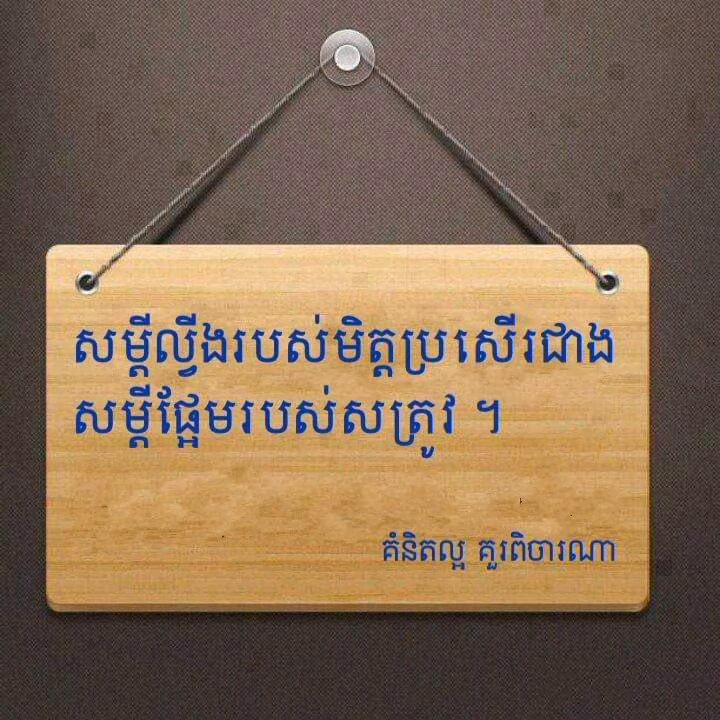 សម្ដីល្វីងរបស់មិត្តប្រសើរជាង
សម្ដីផ្អែមរបស់សត្រូវ ។
គំនិតល្អ គួរពិចារណា